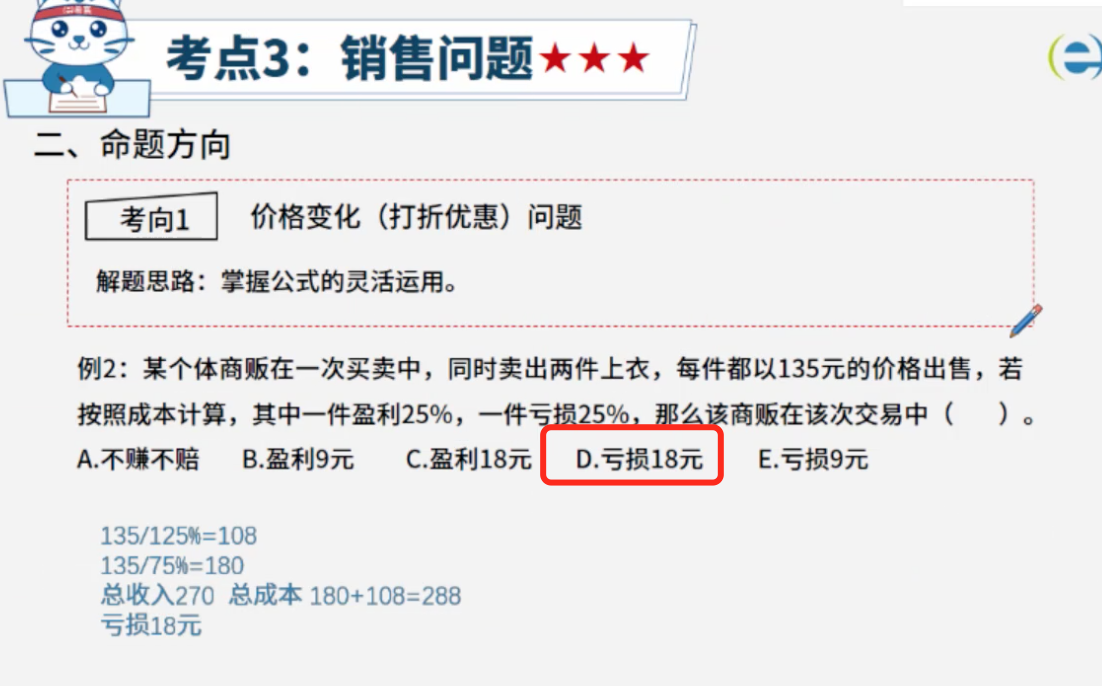 考点3：销售问题★★★
二、命题方向
考向1 价格变化（打折优惠）问题
解题思路：掌握公式的灵活运用。
例2：某个体商贩在一次买卖中，同时卖出两件上衣，每件都以135元的价格出售，若
按照成本计算，其中一件盈利25%，一件亏损25%，那么该商贩在该次交易中（ ）。
A.不赚不赔 B.盈利9元 C.盈利18元 D.亏损18元 E.亏损9元
135/125%=108
135/75%=180
总收入270 总成本 180+108=288
亏损18元